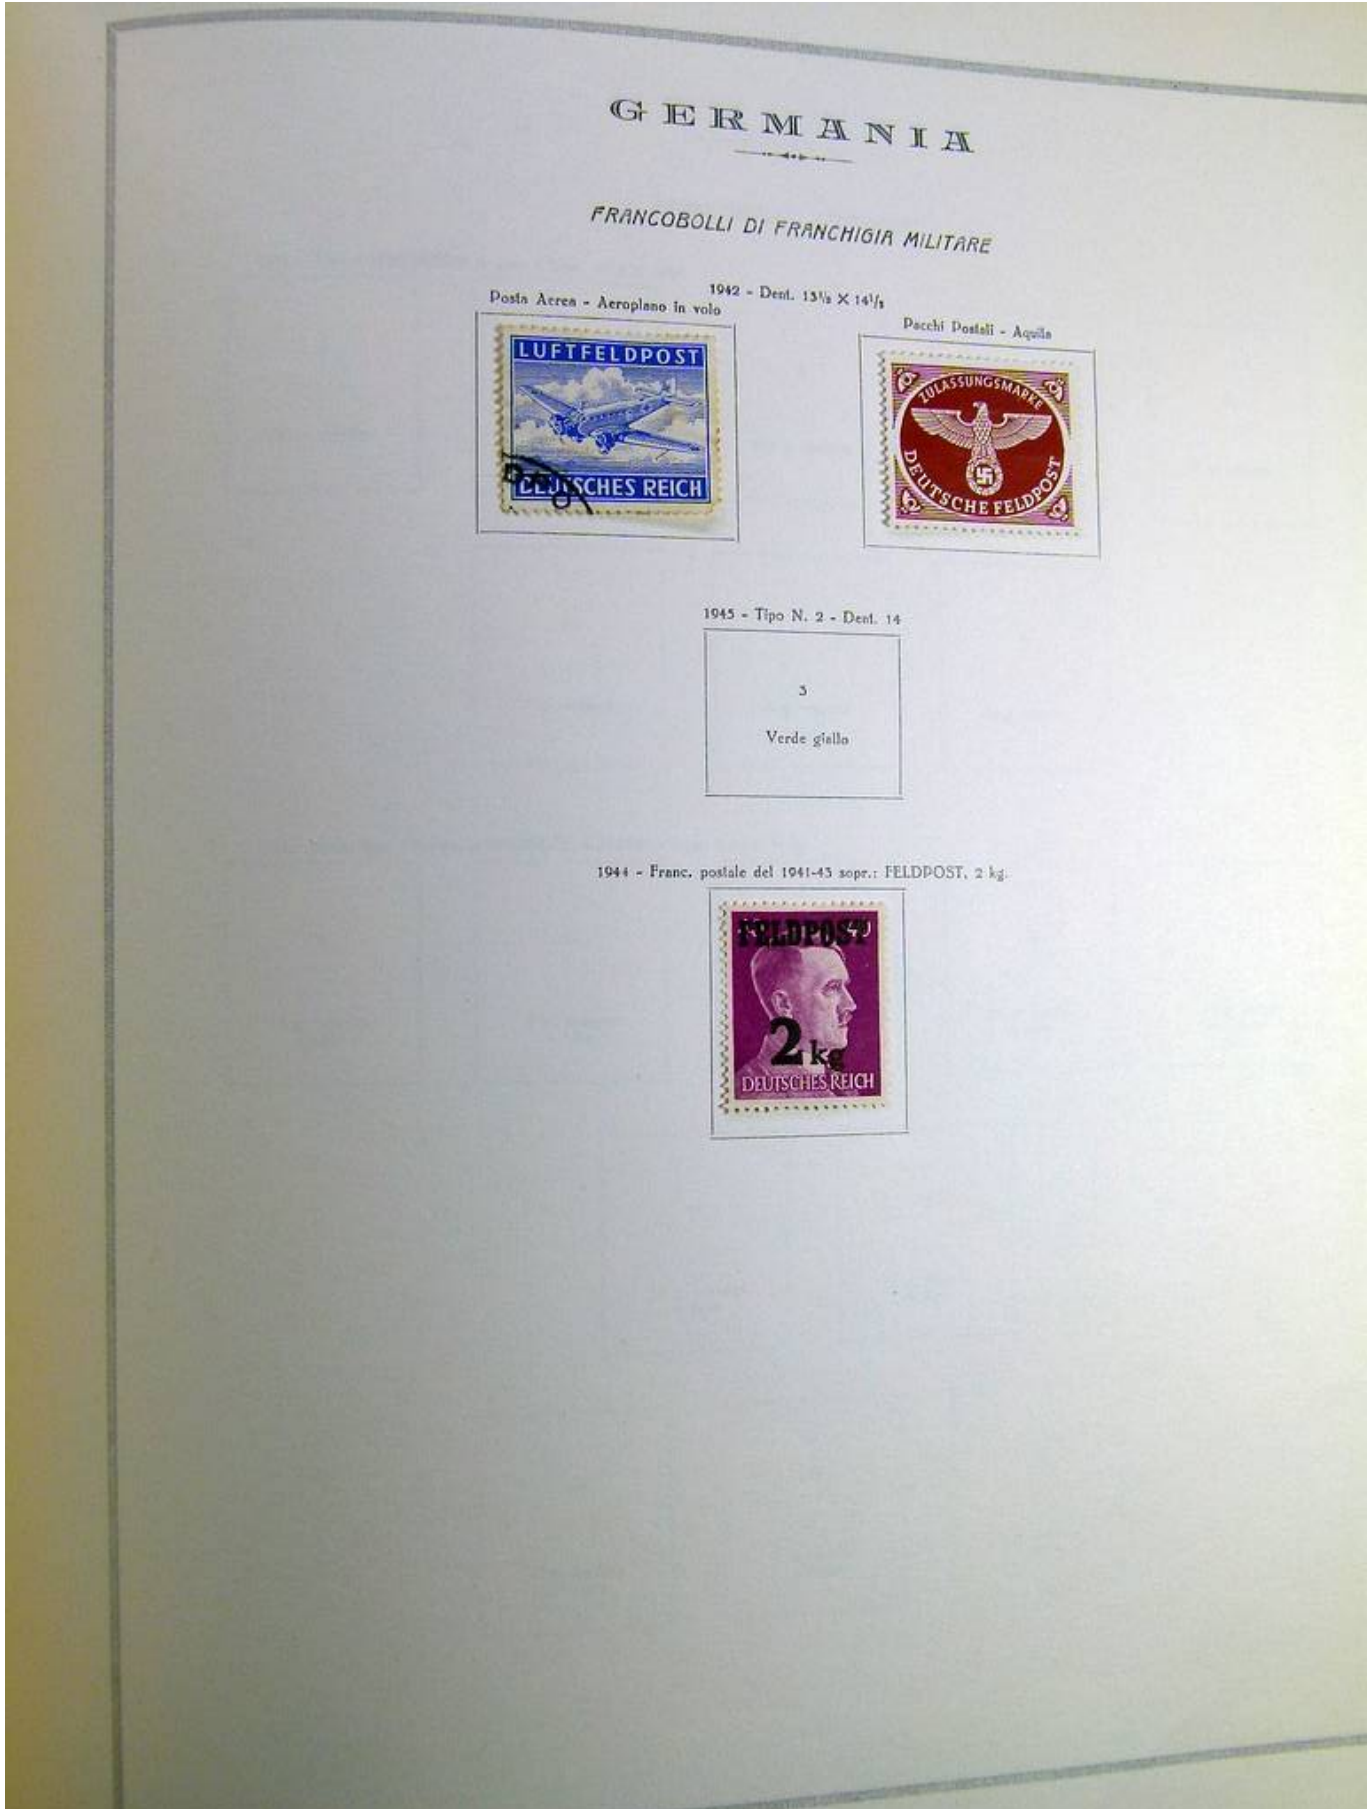 GERMANIA
FRANCOBOLLI DI FRANCHIGIA MILITARE
1942 - Dent. 13½ X 14½
Posta Aerea - Aeroplano in volo
Pacchi Postali - Aquila
LUFTFELDPOST
DEUTSCHES REICH
ZULASSUNGSMARKE
DEUTSCHE FELDPOST
1945 - Tipo N. 2 - Dent. 14
3
Verde giallo
1944 - Franc. postale del 1941-43 sopr.: FELDPOST, 2 kg.
FELDPOST
40
2 kg
DEUTSCHES REICH